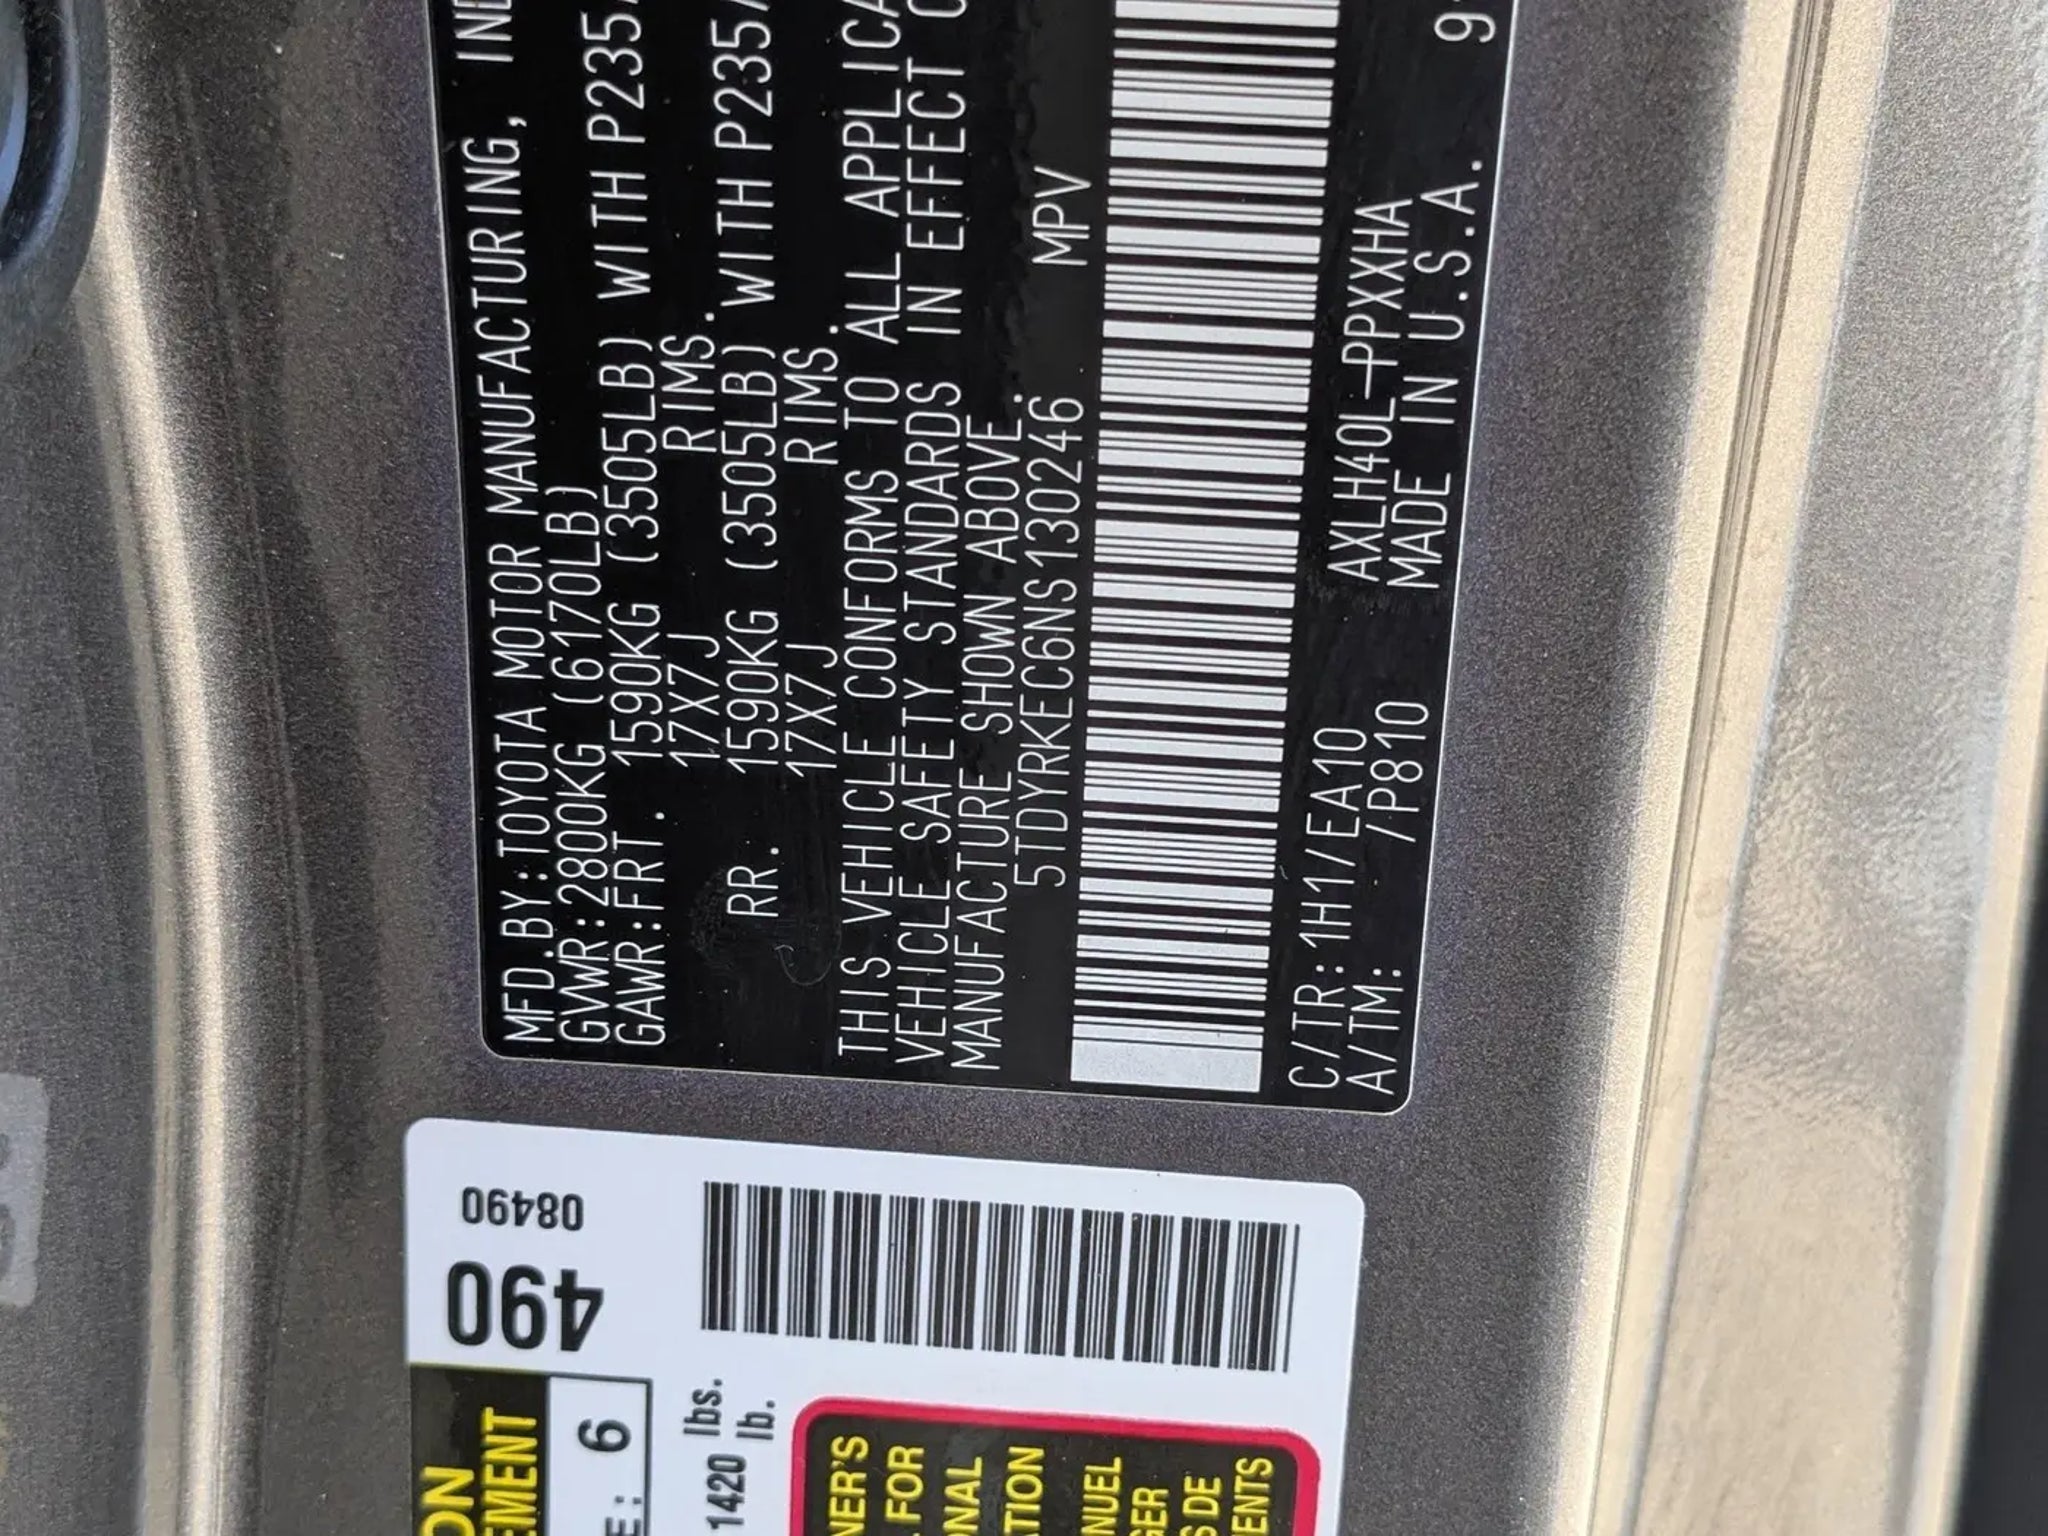 MFD.BY:TOYOTA MOTOR MANUFACTURING,
GVWR:2800KG (6170LB)
GAWR:FRT. 1590KG (3505LB) WITH P235/
17X7J RIMS.
RR. 1590KG (3505LB) WITH P235/
17X7J RIMS.
THIS VEHICLE CONFORMS TO ALL
VEHICLE SAFETY STANDARDS IN EFFECT
MANUFACTURE SHOWN ABOVE.
5TDYRKEC6NS130246 MPV
C/TR:1H1/EA10 AXLH40L-PPXXHA
A/TM: /P810 MADE IN U.S.A.
490
08490
6
1420 lbs.
lb.
FOR
DE